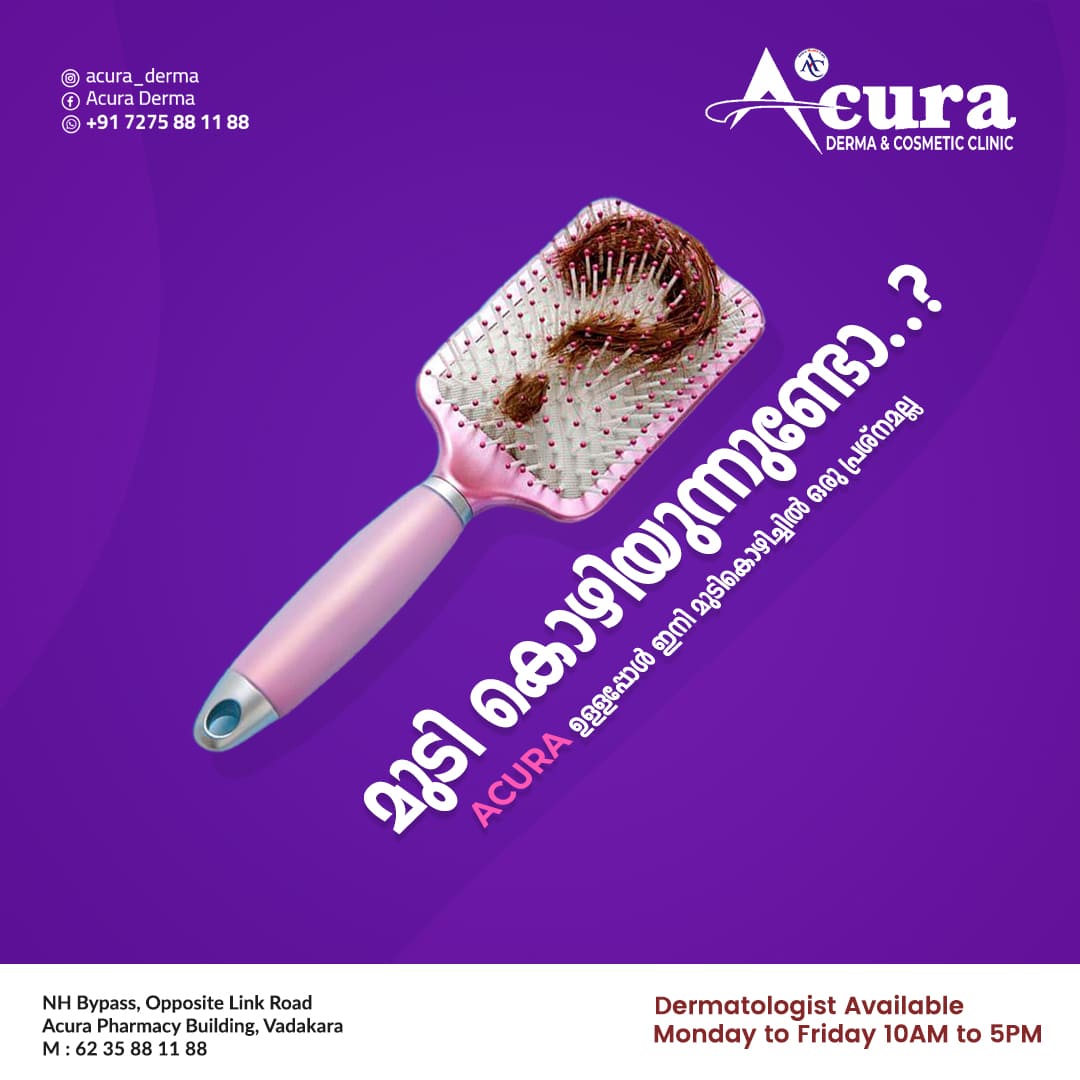 acura_derma
Acura Derma
+91 7275 88 11 88
Acura
DERMA & COSMETIC CLINIC
മുടി കൊഴിയുന്നുണ്ടോ..?
ACURA ഉള്ളപ്പോൾ ഇനി മുടികൊഴിച്ചിൽ ഒരു പ്രശ്നമല്ല
NH Bypass, Opposite Link Road
Acura Pharmacy Building, Vadakara
M : 62 35 88 11 88
Dermatologist Available
Monday to Friday 10AM to 5PM